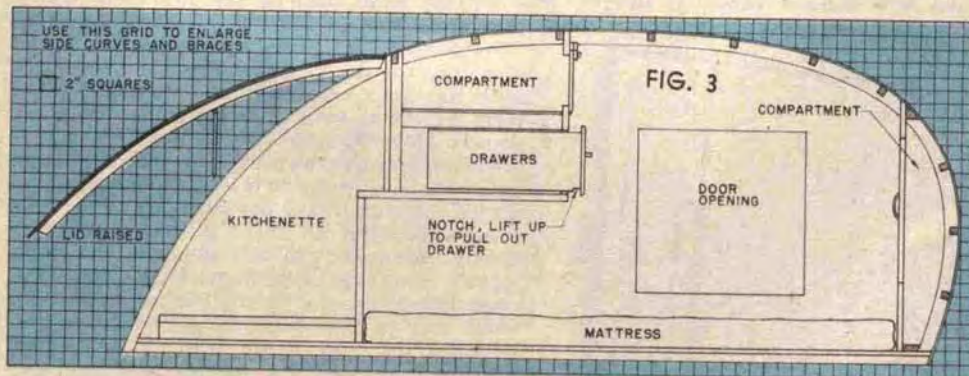 USE THIS GRID TO ENLARGE
SIDE CURVES AND BRACES
2" SQUARES
COMPARTMENT
FIG. 3
COMPARTMENT
DRAWERS
DOOR
OPENING
KITCHENETTE
NOTCH, LIFT UP
TO PULL OUT
DRAWER
LID RAISED
MATTRESS